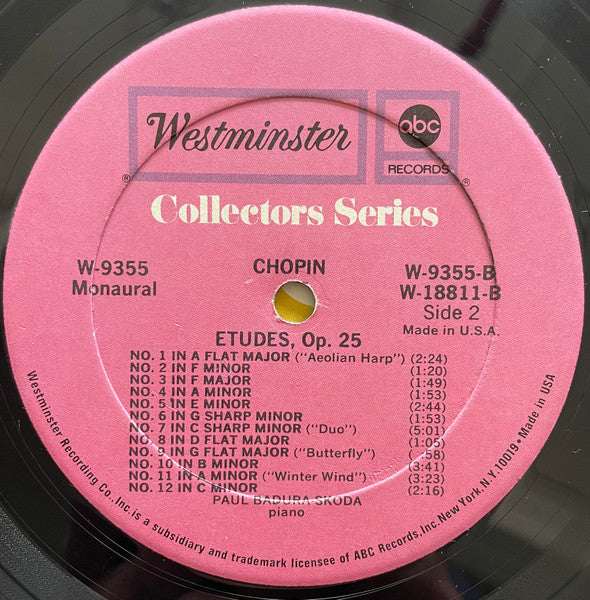 Westminster®
abc
RECORDS®
Collectors Series
W-9355
Monaural
CHOPIN
W-9355-B
W-18811-B
Side 2
Made in U.S.A.
ETUDES, Op. 25
NO. 1 IN A FLAT MAJOR ("Aeolian Harp") (2:24)
NO. 2 IN F MINOR (1:20)
NO. 3 IN F MAJOR (1:49)
NO. 4 IN A MINOR (1:53)
NO. 5 IN E MINOR (2:44)
NO. 6 IN G SHARP MINOR (1:53)
NO. 7 IN C SHARP MINOR ("Duo") (5:01)
NO. 8 IN D FLAT MAJOR (1:05)
NO. 9 IN G FLAT MAJOR ("Butterfly") (:58)
NO. 10 IN B MINOR (3:41)
NO. 11 IN A MINOR ("Winter Wind") (3:23)
NO. 12 IN C MINOR (2:16)
PAUL BADURA-SKODA
piano
Westminster Recording Co., Inc. is a subsidiary and trademark licensee of ABC Records, Inc. New York, N.Y. 10019 • Made in USA